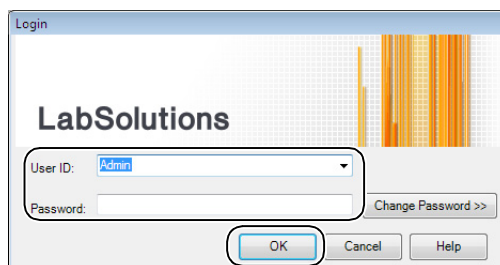 Login
LabSolutions
User ID: Admin
Password: Change Password >>
OK Cancel Help